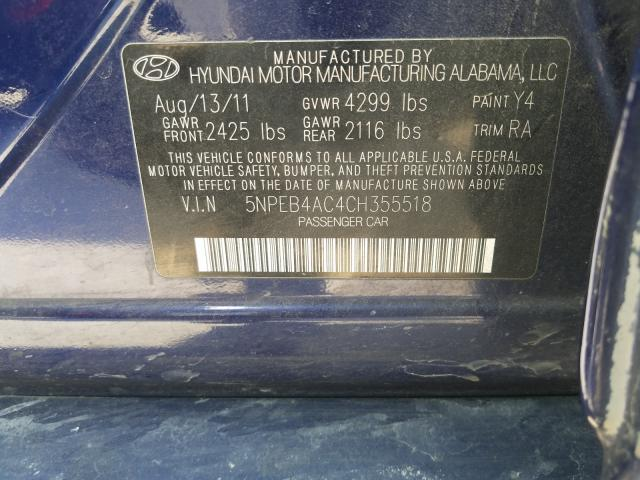 MANUFACTURED BY
HYUNDAI MOTOR MANUFACTURING ALABAMA, LLC
Aug/13/11 GVWR 4299 lbs PAINT Y4
GAWR FRONT 2425 lbs GAWR REAR 2116 lbs TRIM RA
THIS VEHICLE CONFORMS TO ALL APPLICABLE U.S.A. FEDERAL
MOTOR VEHICLE SAFETY, BUMPER, AND THEFT PREVENTION STANDARDS
IN EFFECT ON THE DATE OF MANUFACTURE SHOWN ABOVE
V.I.N 5NPEB4AC4CH355518
PASSENGER CAR